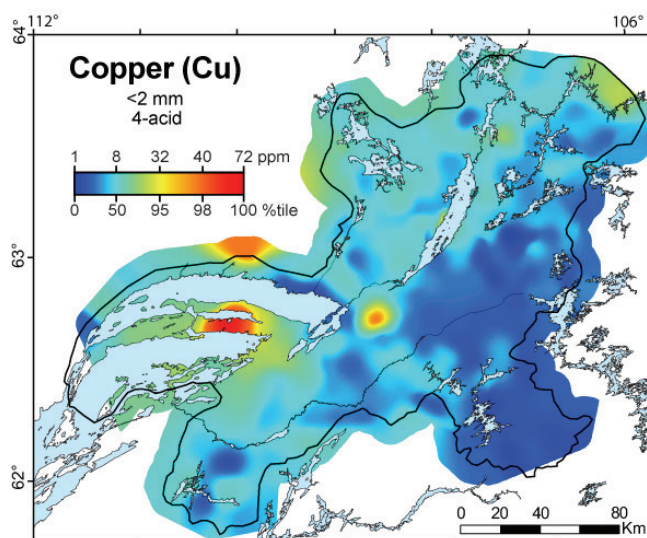 112° 106°
64°
Copper (Cu)
<2 mm
4-acid
1 8 32 40 72 ppm
0 50 95 98 100 %tile
63°
62°
0 20 40 60 80
Km